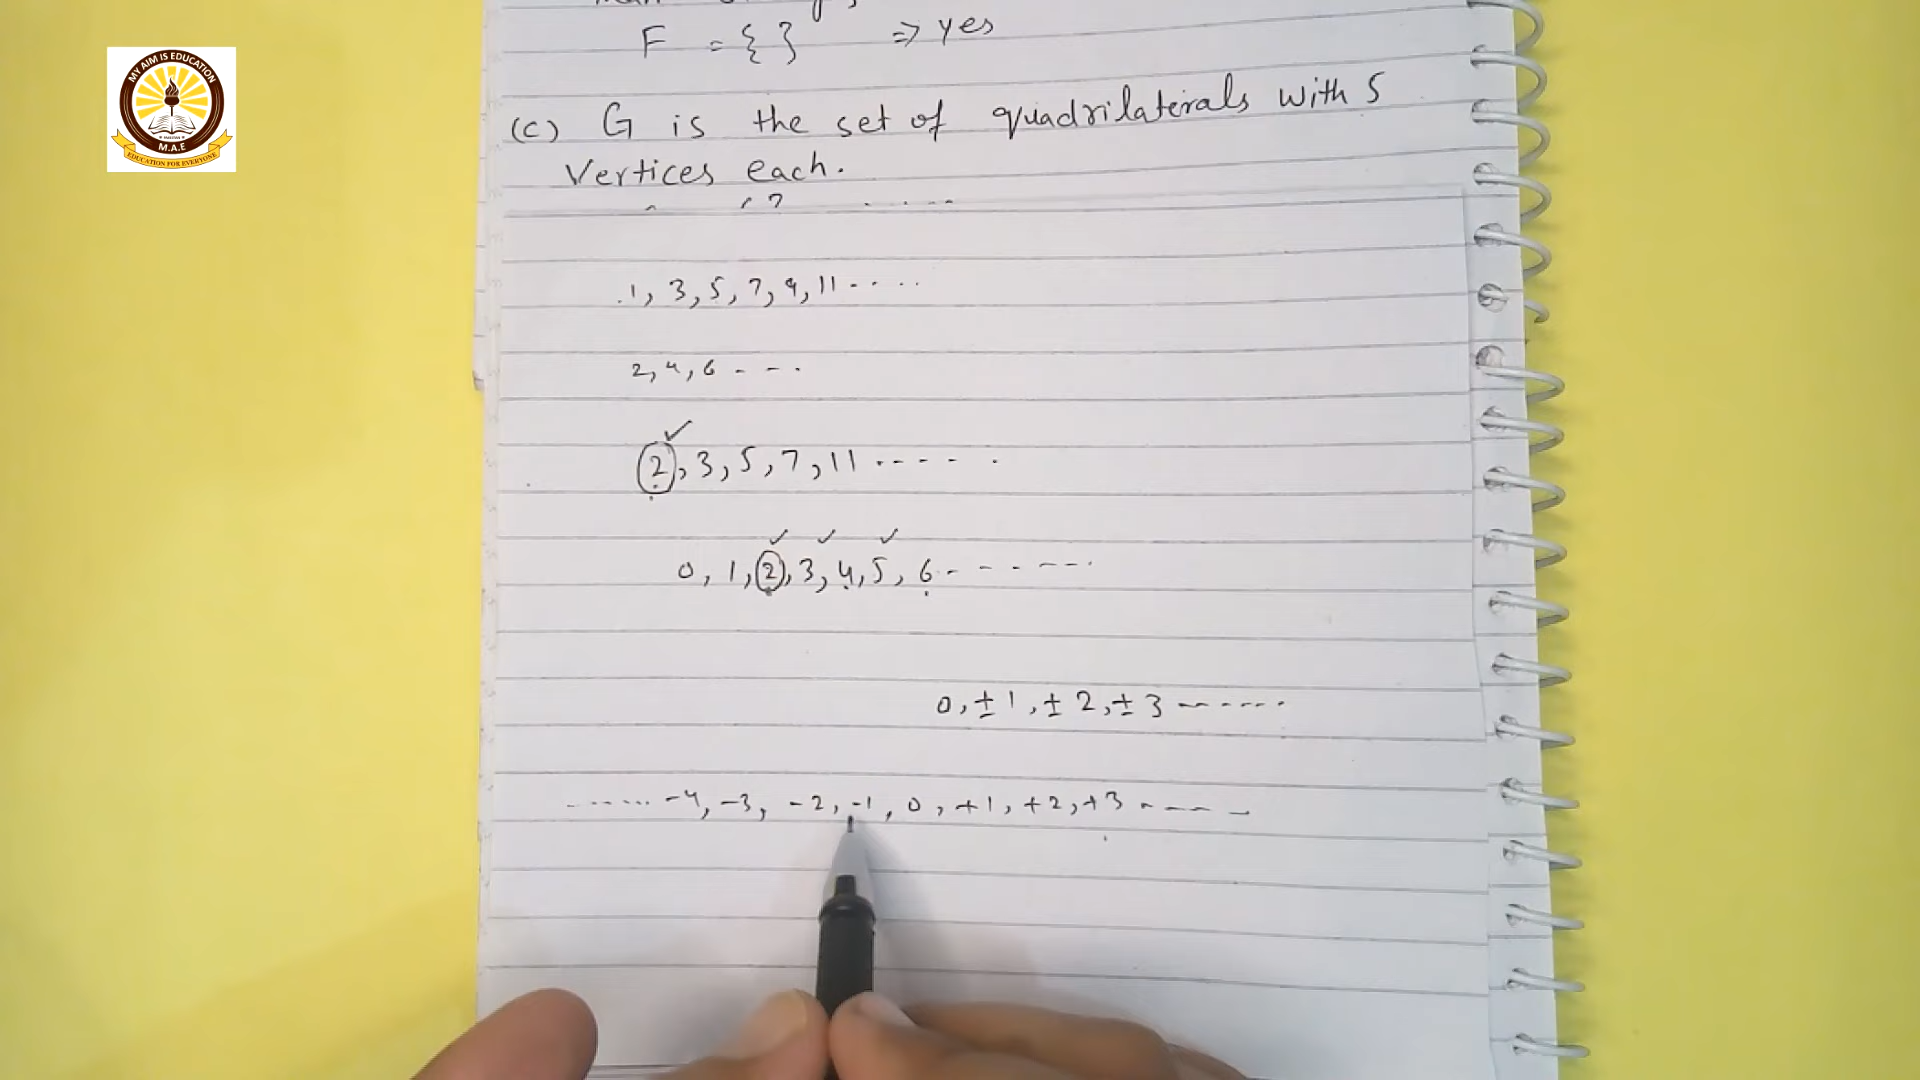 F = { } ⇒ yes
MY AIM IS EDUCATION
M.A.E
EDUCATION FOR EVERYONE
(c) G is the set of quadrilaterals with 5
Vertices each.
1, 3, 5, 7, 9, 11 .....
2, 4, 6 - - -
2, 3, 5, 7, 11 ------
0, 1, 2, 3, 4, 5, 6 -------
0, ±1, ±2, ±3 ------
------ -4, -3, -2, -1, 0, +1, +2, +3 -----